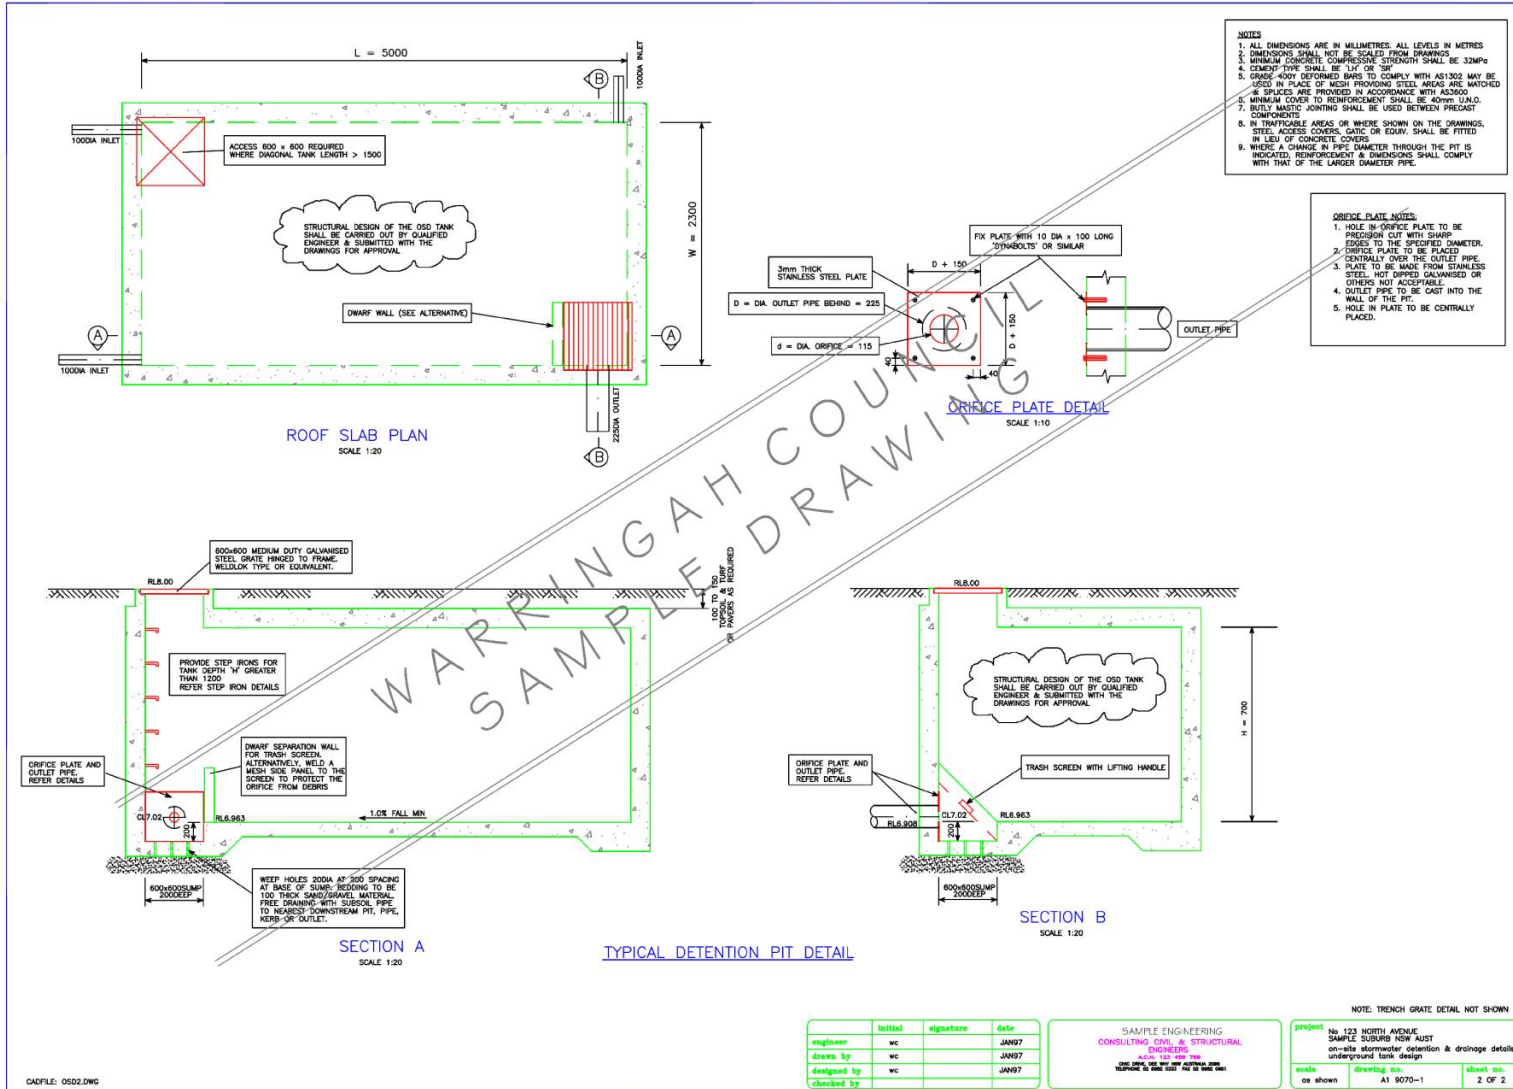 L = 5000
B
100DIA INLET
100DIA INLET
ACCESS 600 x 600 REQUIRED
WHERE DIAGONAL TANK LENGTH > 1500
STRUCTURAL DESIGN OF THE OSD TANK
SHALL BE CARRIED OUT BY QUALIFIED
ENGINEER & SUBMITTED WITH THE
DRAWINGS FOR APPROVAL
W = 2300
DWARF WALL (SEE ALTERNATIVE)
A
A
100DIA INLET
225DIA OUTLET
B
ROOF SLAB PLAN
SCALE 1:20
NOTES
1. ALL DIMENSIONS ARE IN MILLIMETRES. ALL LEVELS IN METRES
2. DIMENSIONS SHALL NOT BE SCALED FROM DRAWINGS
3. MINIMUM CONCRETE COMPRESSIVE STRENGTH SHALL BE 32MPa
4. CEMENT TYPE SHALL BE 'LH' OR 'SR'
5. GRADE 400Y DEFORMED BARS TO COMPLY WITH AS1302 MAY BE
USED IN PLACE OF MESH PROVIDING STEEL AREAS ARE MATCHED
& SPLICES ARE PROVIDED IN ACCORDANCE WITH AS3600
6. MINIMUM COVER TO REINFORCEMENT SHALL BE 40mm U.N.O.
7. BUTLY MASTIC JOINTING SHALL BE USED BETWEEN PRECAST
COMPONENTS
8. IN TRAFFICABLE AREAS OR WHERE SHOWN ON THE DRAWINGS,
STEEL ACCESS COVERS, GATIC OR EQUIV. SHALL BE FITTED
IN LIEU OF CONCRETE COVERS
9. WHERE A CHANGE IN PIPE DIAMETER THROUGH THE PIT IS
INDICATED, REINFORCEMENT & DIMENSIONS SHALL COMPLY
WITH THAT OF THE LARGER DIAMETER PIPE.
ORIFICE PLATE NOTES:
1. HOLE IN ORIFICE PLATE TO BE
PRECISION CUT WITH SHARP
EDGES TO THE SPECIFIED DIAMETER.
2. ORIFICE PLATE TO BE PLACED
CENTRALLY OVER THE OUTLET PIPE.
3. PLATE TO BE MADE FROM STAINLESS
STEEL. HOT DIPPED GALVANISED OR
OTHERS NOT ACCEPTABLE.
4. OUTLET PIPE TO BE CAST INTO THE
WALL OF THE PIT.
5. HOLE IN PLATE TO BE CENTRALLY
PLACED.
FIX PLATE WITH 10 DIA x 100 LONG
'DYNABOLTS' OR SIMILAR
3mm THICK
STAINLESS STEEL PLATE
D + 150
D = DIA. OUTLET PIPE BEHIND = 225
d = DIA. ORIFICE = 115
D + 150
40
40
OUTLET PIPE
ORIFICE PLATE DETAIL
SCALE 1:10
WARRINGAH COUNCIL
SAMPLE DRAWING
600x600 MEDIUM DUTY GALVANISED
STEEL GRATE HINGED TO FRAME.
WELDLOK TYPE OR EQUIVALENT.
RL8.00
100 TO 150
TOPSOIL & TURF
OR PAVERS AS REQUIRED
PROVIDE STEP IRONS FOR
TANK DEPTH 'H' GREATER
THAN 1200
REFER STEP IRON DETAILS
ORIFICE PLATE AND
OUTLET PIPE.
REFER DETAILS
DWARF SEPARATION WALL
FOR TRASH SCREEN.
ALTERNATIVELY, WELD A
MESH SIDE PANEL TO THE
SCREEN TO PROTECT THE
ORIFICE FROM DEBRIS
CL7.02
200
RL6.963
1.0% FALL MIN
600x600SUMP
200DEEP
WEEP HOLES 20DIA AT 200 SPACING
AT BASE OF SUMP. BEDDING TO BE
100 THICK SAND/GRAVEL MATERIAL,
FREE DRAINING WITH SUBSOIL PIPE
TO NEAREST DOWNSTREAM PIT, PIPE,
KERB OR OUTLET.
SECTION A
SCALE 1:20
TYPICAL DETENTION PIT DETAIL
RL8.00
STRUCTURAL DESIGN OF THE OSD TANK
SHALL BE CARRIED OUT BY QUALIFIED
ENGINEER & SUBMITTED WITH THE
DRAWINGS FOR APPROVAL
H = 700
ORIFICE PLATE AND
OUTLET PIPE.
REFER DETAILS
TRASH SCREEN WITH LIFTING HANDLE
CL7.02
RL6.963
RL6.908
200
600x600SUMP
200DEEP
SECTION B
SCALE 1:20
NOTE: TRENCH GRATE DETAIL NOT SHOWN
initial signature date
engineer wc JAN97
drawn by wc JAN97
designed by wc JAN97
checked by
SAMPLE ENGINEERING
CONSULTING CIVIL & STRUCTURAL
ENGINEERS
A.C.N. 123 456 789
CIVIC DRIVE, DEE WHY NSW AUSTRALIA 2099
project
No 123 NORTH AVENUE
SAMPLE SUBURB NSW AUST
on-site stormwater detention & drainage details
underground tank design
scale drawing no. sheet no.
as shown A1 9070-1 2 OF 2
CADFILE: OSD2.DWG